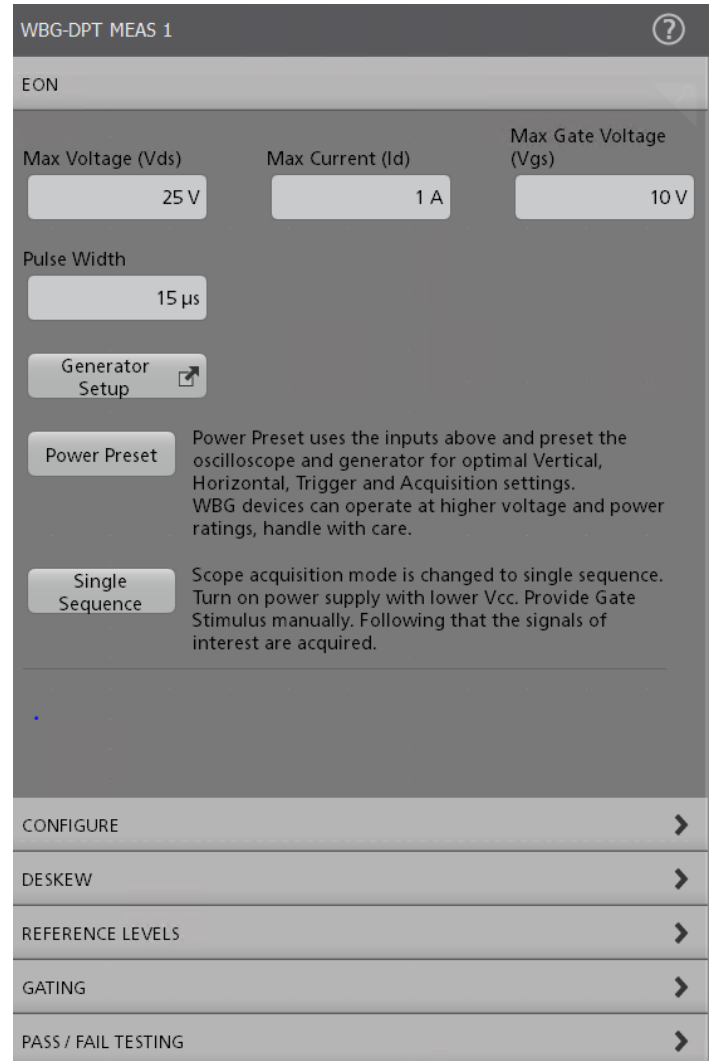 WBG-DPT MEAS 1
?
EON
Max Voltage (Vds)
Max Current (Id)
Max Gate Voltage
(Vgs)
25 V
1 A
10 V
Pulse Width
15 µs
Generator
Setup
Power Preset
Power Preset uses the inputs above and preset the
oscilloscope and generator for optimal Vertical,
Horizontal, Trigger and Acquisition settings.
WBG devices can operate at higher voltage and power
ratings, handle with care.
Single
Sequence
Scope acquisition mode is changed to single sequence.
Turn on power supply with lower Vcc. Provide Gate
Stimulus manually. Following that the signals of
interest are acquired.
CONFIGURE
DESKEW
REFERENCE LEVELS
GATING
PASS / FAIL TESTING